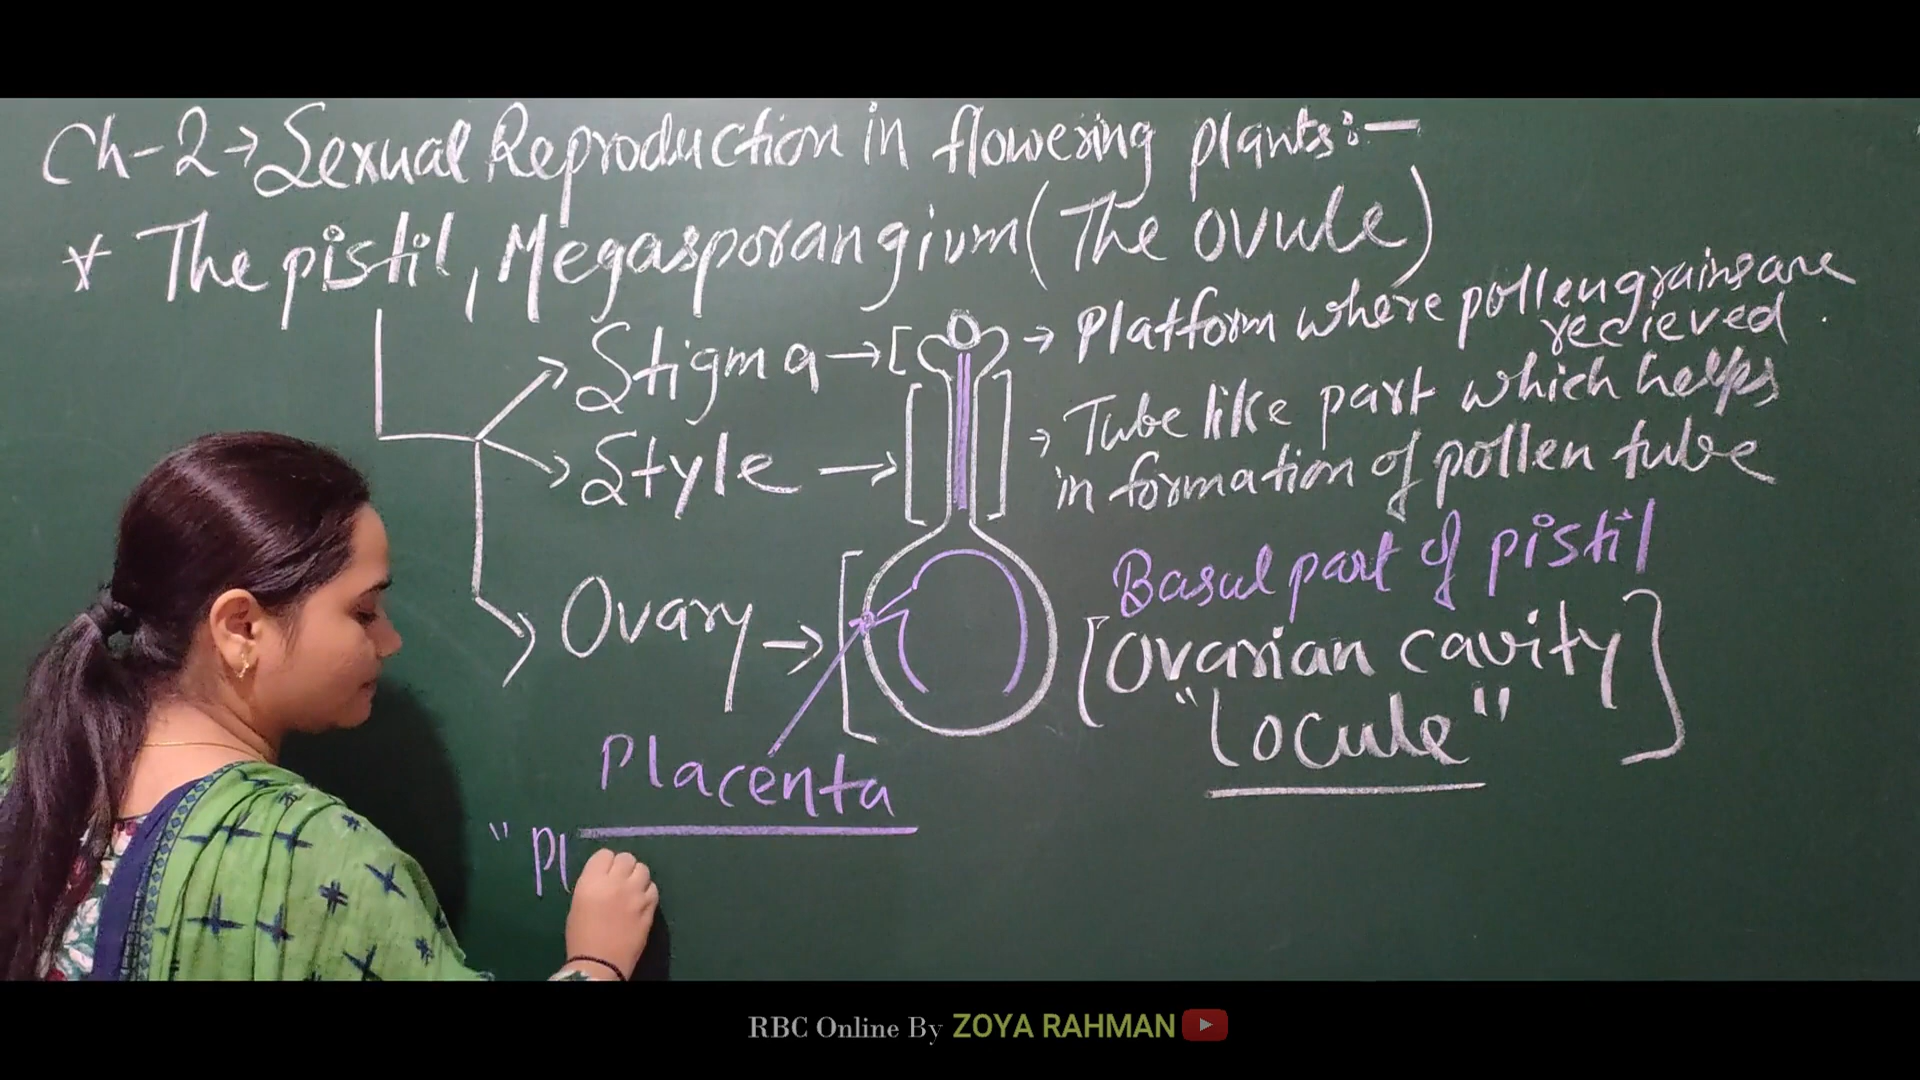 Ch-2→Sexual Reproduction in flowering plants:-
* The pistil, Megasporangium (The ovule)
Stigma→[ → Platform where pollen grains are
recieved.
Style → [ ] → Tube like part which helps
in formation of pollen tube
Ovary → [ Basal part of pistil
[Ovarian cavity
"Locule"]
Placenta
"Pl
RBC Online By ZOYA RAHMAN